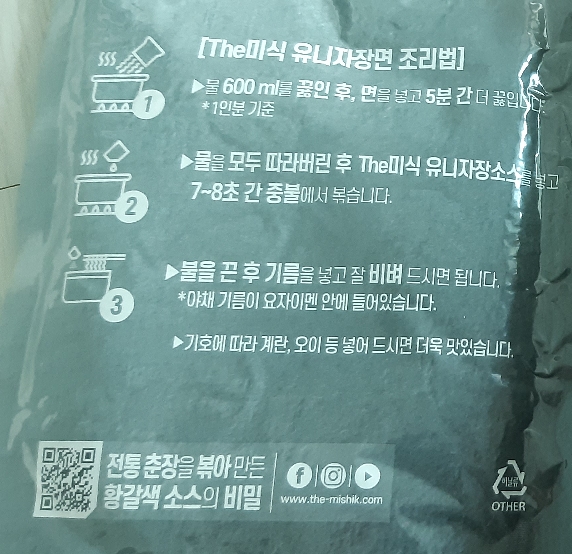 [The미식 유니자장면 조리법]
▶물 600 ml를 끓인 후, 면을 넣고 5분 간 더 끓입니다.
*1인분 기준
1
▶물을 모두 따라버린 후 The미식 유니자장소스를 넣고
7~8초 간 중불에서 볶습니다.
2
▶불을 끈 후 기름을 넣고 잘 비벼 드시면 됩니다.
*야채 기름이 요자이멘 안에 들어있습니다.
3
▶기호에 따라 계란, 오이 등 넣어 드시면 더욱 맛있습니다.
전통 춘장을 볶아 만든
황갈색 소스의 비밀
www.the-mishik.com
비닐류
OTHER